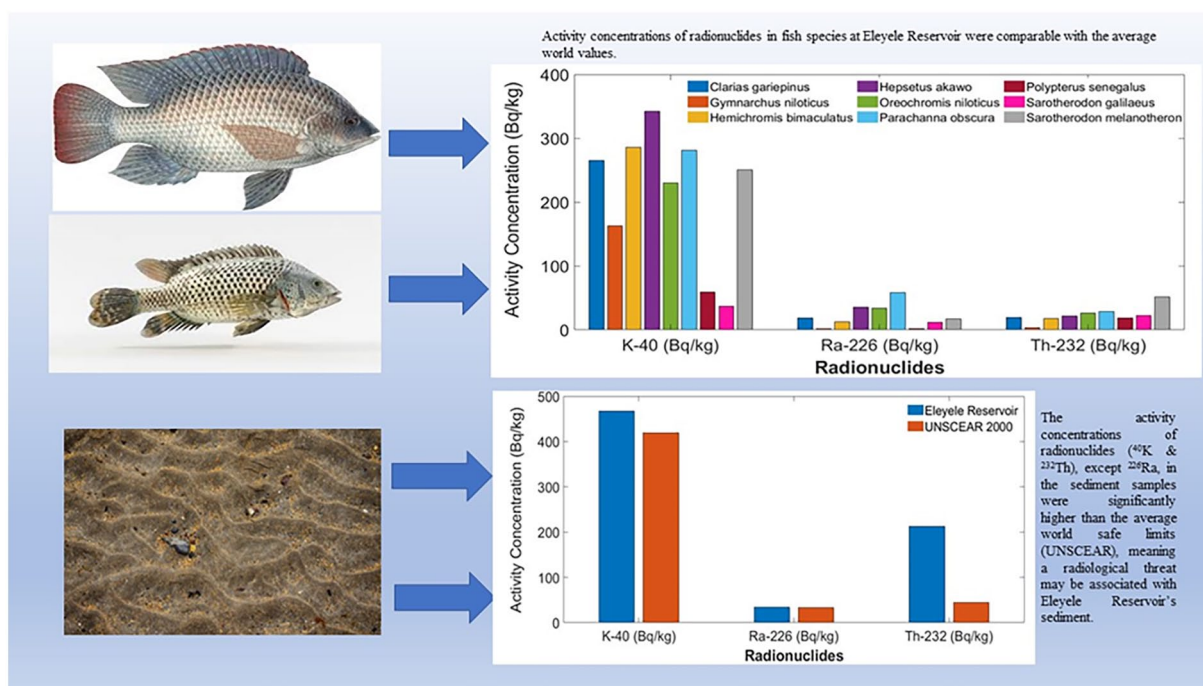 Activity concentrations of radionuclides in fish species at Eleyele Reservoir were comparable with the average
world values.
400
300
200
100
0
Activity Concentration (Bq/kg)
Clarias gariepinus
Gymnarchus niloticus
Hemichromis bimaculatus
Hepsetus akawo
Oreochromis niloticus
Parachanna obscura
Polypterus senegalus
Sarotherodon galilaeus
Sarotherodon melanotheron
K-40 (Bq/kg)
Ra-226 (Bq/kg)
Th-232 (Bq/kg)
Radionuclides
500
400
300
200
100
0
Activity Concentration (Bq/kg)
Eleyele Reservoir
UNSCEAR 2000
K-40 (Bq/kg)
Ra-226 (Bq/kg)
Th-232 (Bq/kg)
Radionuclides
The activity
concentrations of
radionuclides (⁴⁰K &
²³²Th), except ²²⁶Ra, in
the sediment samples
were significantly
higher than the average
world safe limits
(UNSCEAR), meaning
a radiological threat
may be associated with
Eleyele Reservoir's
sediment.